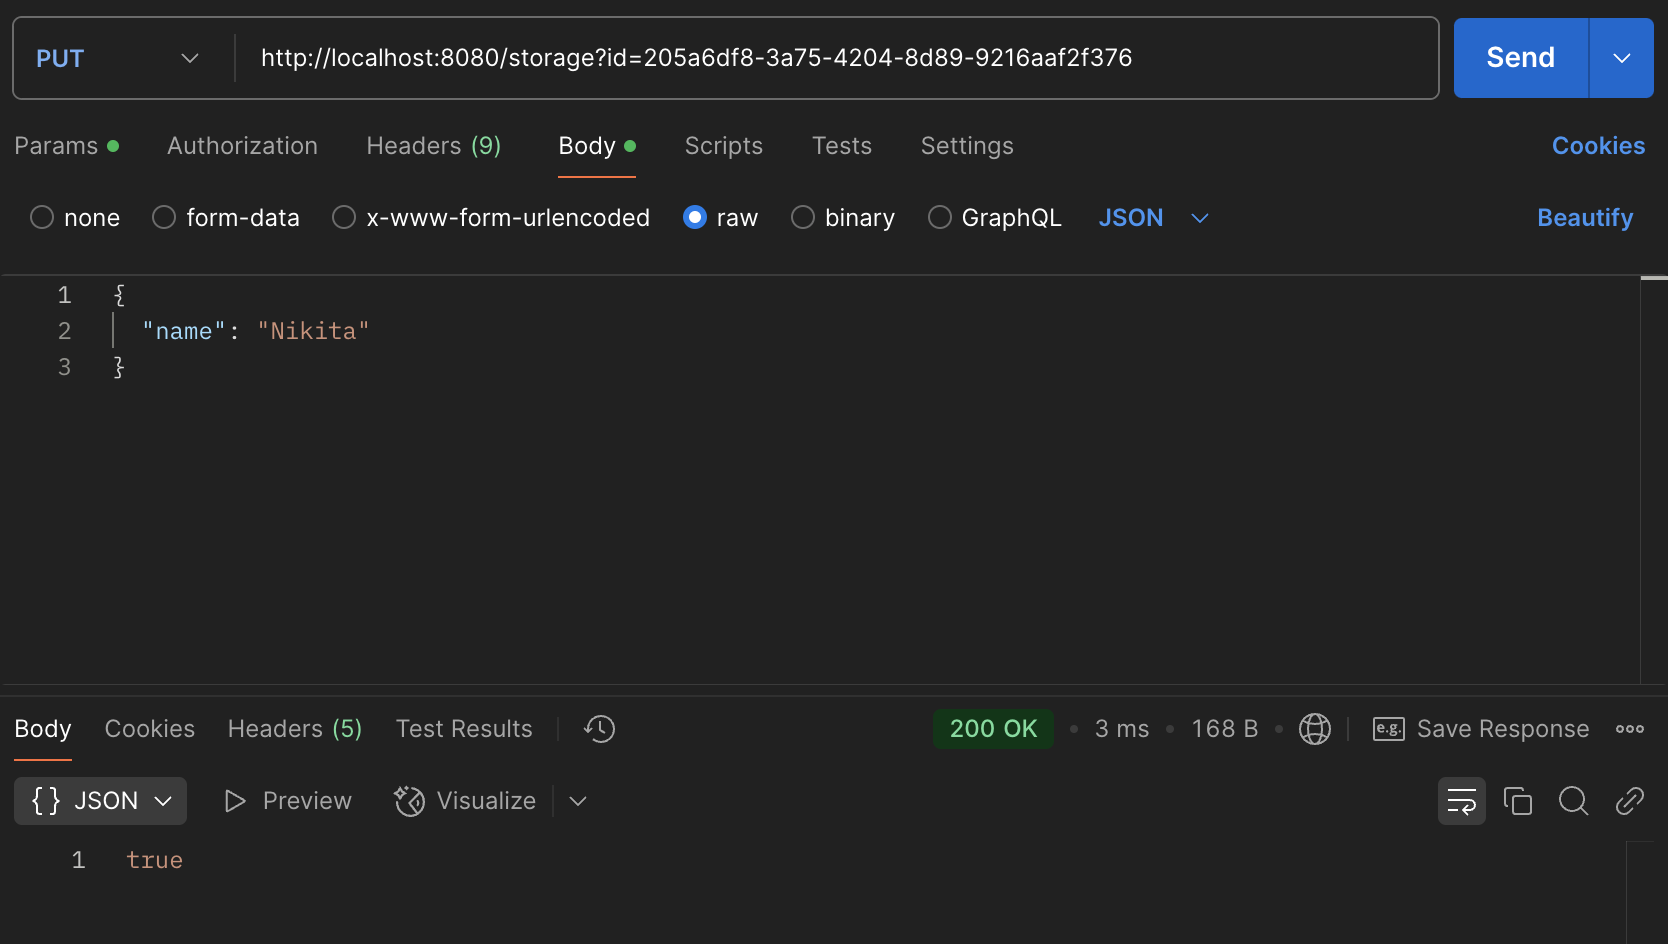 PUT http://localhost:8080/storage?id=205a6df8-3a75-4204-8d89-9216aaf2f376 Send
Params Authorization Headers (9) Body Scripts Tests Settings Cookies
none form-data x-www-form-urlencoded raw binary GraphQL JSON Beautify
1 {
2 "name": "Nikita"
3 }
Body Cookies Headers (5) Test Results 200 OK • 3 ms • 168 B • e.g. Save Response
{} JSON Preview Visualize
1 true